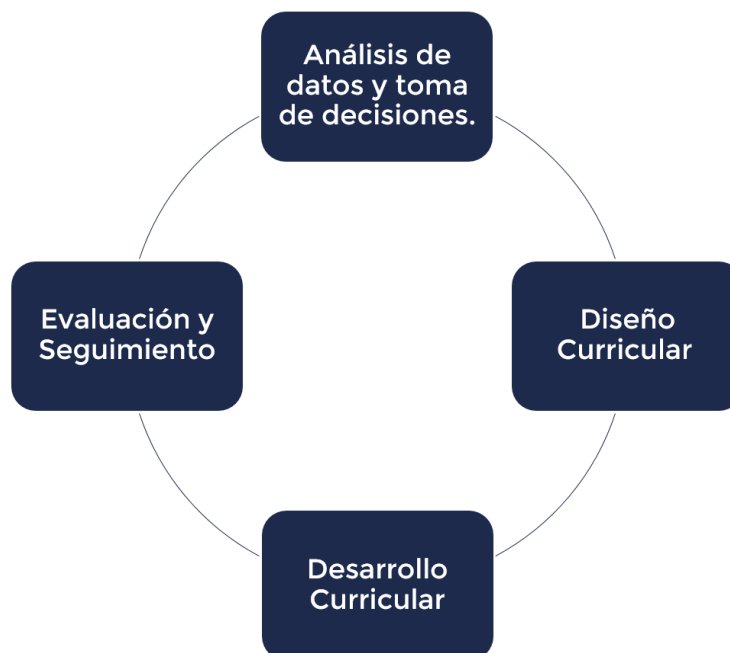 Análisis de
datos y toma
de decisiones.
Evaluación y
Seguimiento
Diseño
Curricular
Desarrollo
Curricular